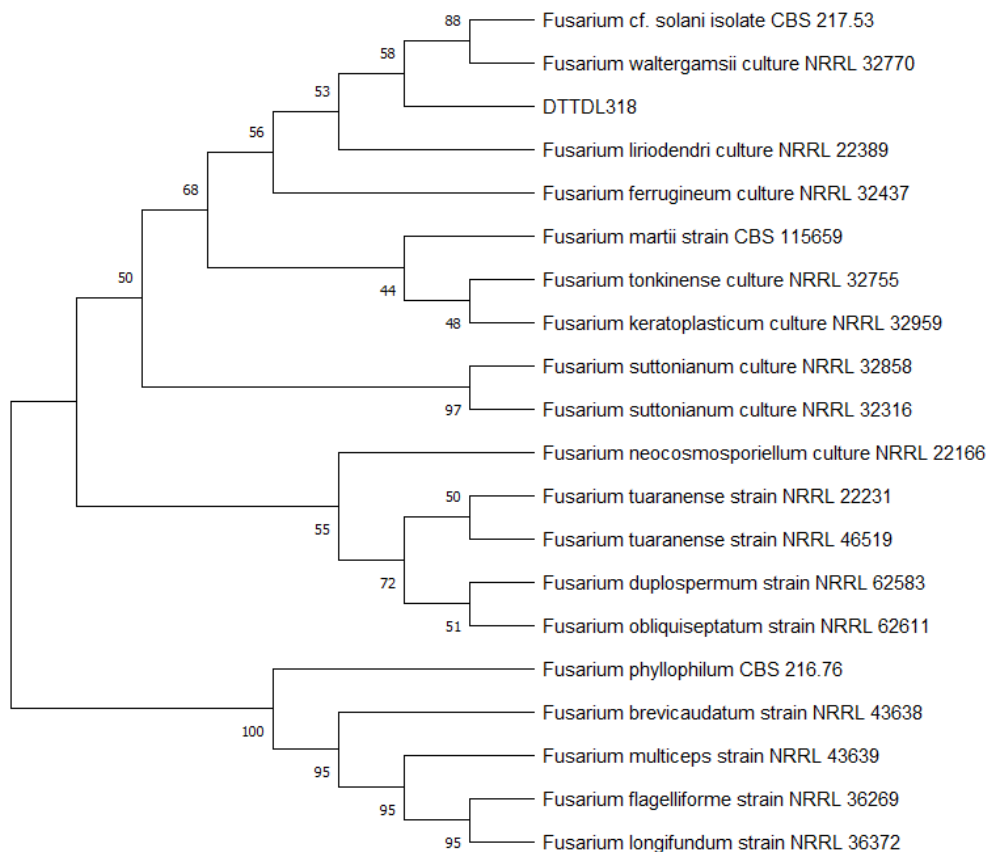 88
Fusarium cf. solani isolate CBS 217.53
58
Fusarium waltergamsii culture NRRL 32770
53
DTTDL318
56
Fusarium liriodendri culture NRRL 22389
68
Fusarium ferrugineum culture NRRL 32437
Fusarium martii strain CBS 115659
50
Fusarium tonkinense culture NRRL 32755
44
48
Fusarium keratoplasticum culture NRRL 32959
Fusarium suttonianum culture NRRL 32858
97
Fusarium suttonianum culture NRRL 32316
Fusarium neocosmosporiellum culture NRRL 22166
50
Fusarium tuaranense strain NRRL 22231
55
Fusarium tuaranense strain NRRL 46519
72
Fusarium duplospermum strain NRRL 62583
51
Fusarium obliquiseptatum strain NRRL 62611
Fusarium phyllophilum CBS 216.76
100
Fusarium brevicaudatum strain NRRL 43638
95
Fusarium multiceps strain NRRL 43639
95
Fusarium flagelliforme strain NRRL 36269
95
Fusarium longifundum strain NRRL 36372